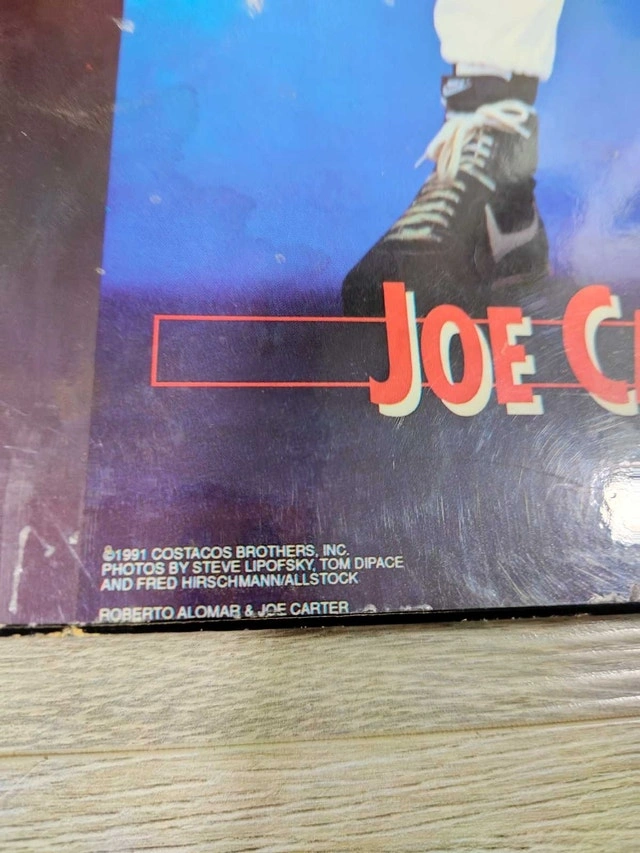 JOE C
©1991 COSTACOS BROTHERS, INC.
PHOTOS BY STEVE LIPOFSKY, TOM DIPACE
AND FRED HIRSCHMANN/ALLSTOCK
ROBERTO ALOMAR & JOE CARTER